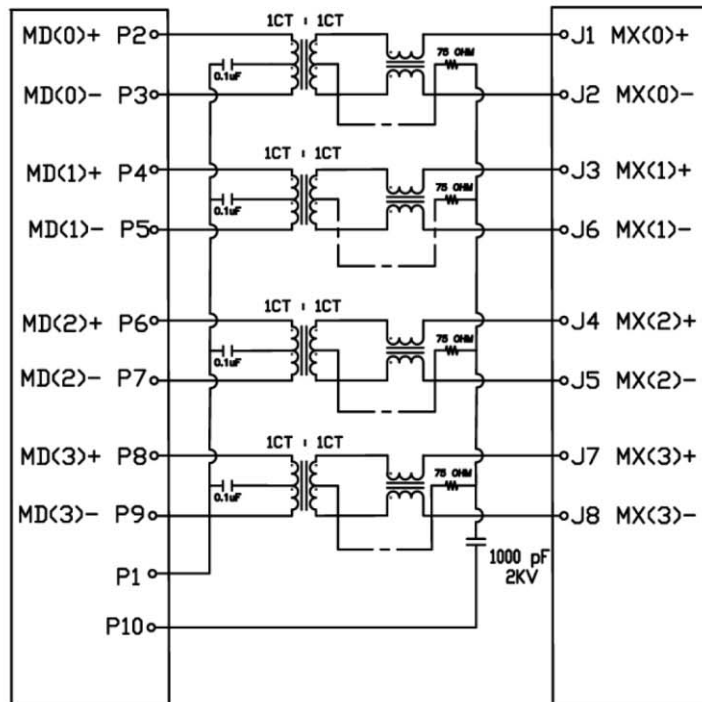 1CT : 1CT
MD(0)+ P2 J1 MX(0)+
75 OHM
0.1uF
MD(0)- P3 J2 MX(0)-
1CT : 1CT
MD(1)+ P4 J3 MX(1)+
75 OHM
0.1uF
MD(1)- P5 J6 MX(1)-
1CT : 1CT
MD(2)+ P6 J4 MX(2)+
75 OHM
0.1uF
MD(2)- P7 J5 MX(2)-
1CT : 1CT
MD(3)+ P8 J7 MX(3)+
75 OHM
0.1uF
MD(3)- P9 J8 MX(3)-
1000 pF
2KV
P1
P10